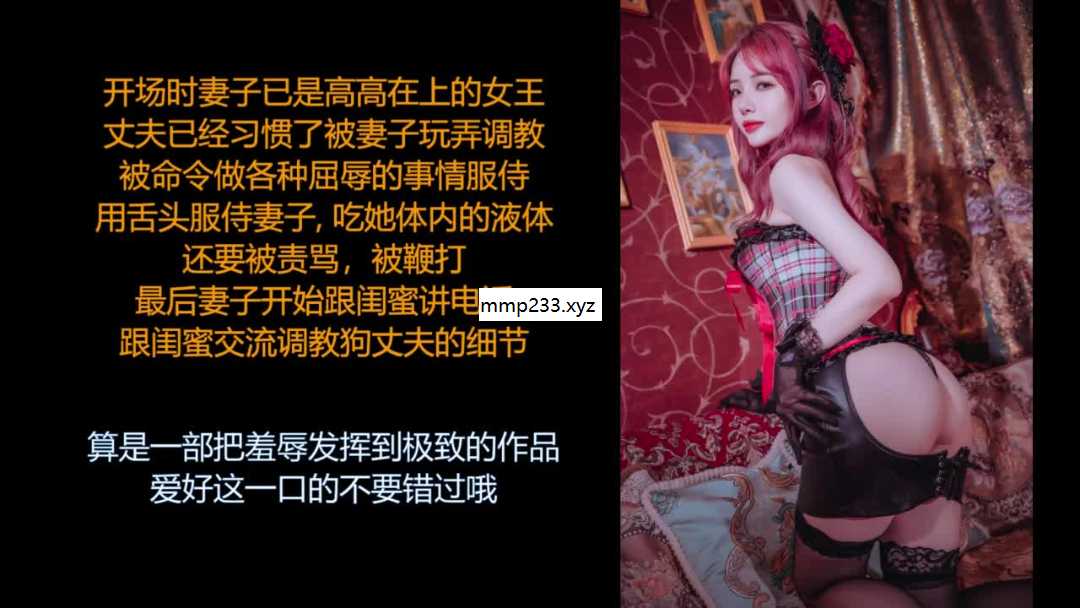 开场时妻子已是高高在上的女王
丈夫已经习惯了被妻子玩弄调教
被命令做各种屈辱的事情服侍
用舌头服侍妻子, 吃她体内的液体
还要被责骂，被鞭打
最后妻子开始跟闺蜜讲电
mmp233.xyz
跟闺蜜交流调教狗丈夫的细节
算是一部把羞辱发挥到极致的作品
爱好这一口的不要错过哦